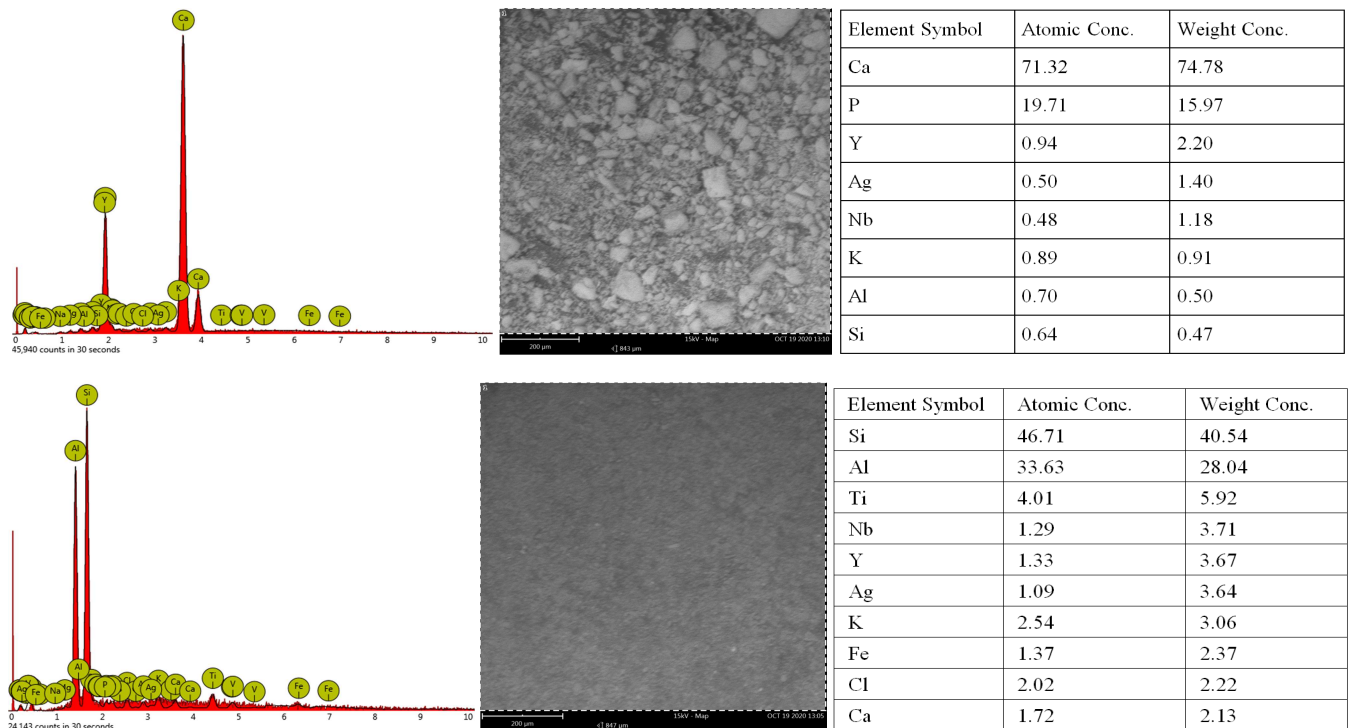 Ca
Y
Ca
K
Y
Fe
Na
Al
Si
Cl
Ag
Ti
V
V
Fe
Fe
0 1 2 3 4 5 6 7 8 9 10
45,940 counts in 30 seconds
200 µm
843 µm
15kV - Map
OCT 19 2020 13:10
Element Symbol Atomic Conc. Weight Conc.
Ca 71.32 74.78
P 19.71 15.97
Y 0.94 2.20
Ag 0.50 1.40
Nb 0.48 1.18
K 0.89 0.91
Al 0.70 0.50
Si 0.64 0.47
Si
Al
Al
Ag
Fe
Na
P
Ag
K
Ca
Ca
Ti
V
V
Fe
Fe
0 1 2 3 4 5 6 7 8 9 10
24,143 counts in 30 seconds
200 µm
847 µm
15kV - Map
OCT 19 2020 13:05
Element Symbol Atomic Conc. Weight Conc.
Si 46.71 40.54
Al 33.63 28.04
Ti 4.01 5.92
Nb 1.29 3.71
Y 1.33 3.67
Ag 1.09 3.64
K 2.54 3.06
Fe 1.37 2.37
Cl 2.02 2.22
Ca 1.72 2.13